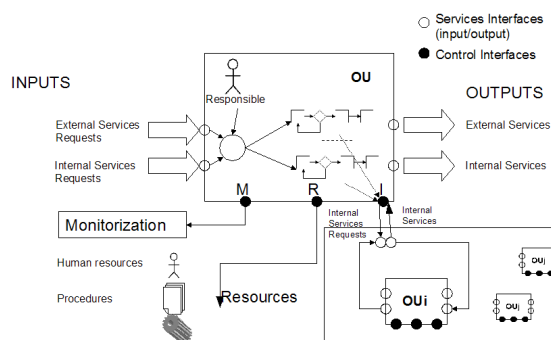 Services Interfaces
(input/output)
Control Interfaces
INPUTS
OU
Responsible
OUTPUTS
External Services
Requests
External Services
Internal Services
Requests
Internal Services
M
R
I
Monitorization
Internal
Services
Requests
Internal
Services
Human resources
Procedures
Resources
OUi
OUj
OUj